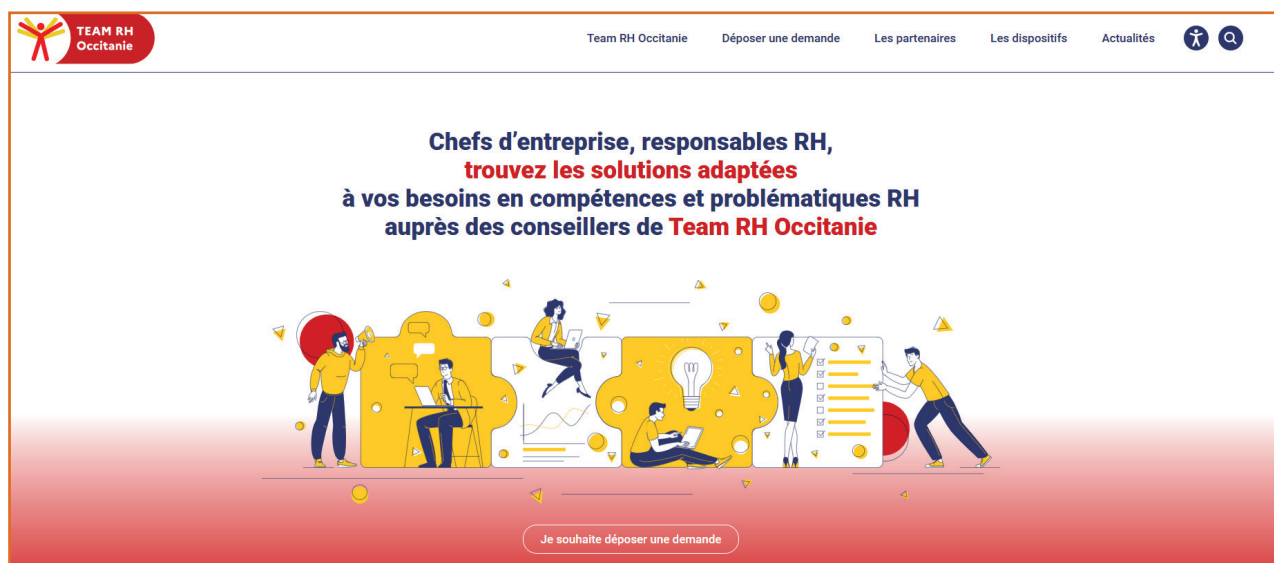 TEAM RH
Occitanie
Team RH Occitanie
Déposer une demande
Les partenaires
Les dispositifs
Actualités
Chefs d’entreprise, responsables RH,
trouvez les solutions adaptées
à vos besoins en compétences et problématiques RH
auprès des conseillers de Team RH Occitanie
Je souhaite déposer une demande